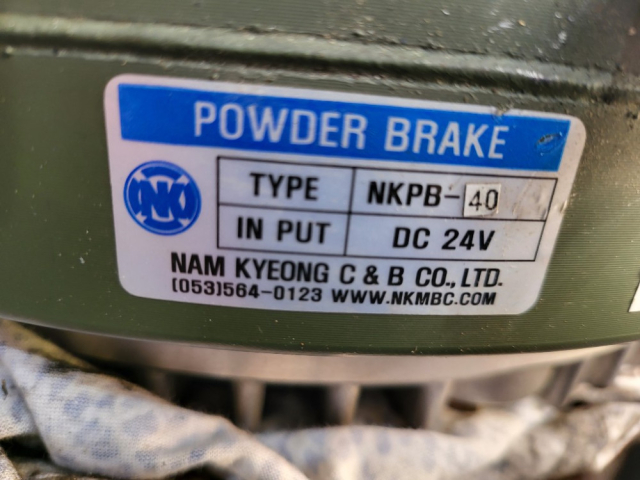 POWDER BRAKE
NK
TYPE NKPB-40
IN PUT DC 24V
NAM KYEONG C & B CO., LTD.
(053)564-0123 WWW.NKMBC.COM